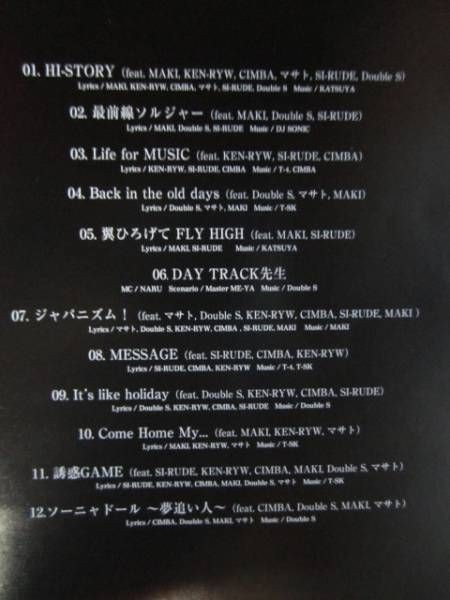 01. HI-STORY (feat. MAKI, KEN-RYW, CIMBA, マサト, SI-RUDE, Double S)
Lyrics / MAKI, KEN-RYW, CIMBA, マサト, SI-RUDE, Double S Music / KATSUYA
02. 最前線ソルジャー (feat. MAKI, Double S, SI-RUDE)
Lyrics / MAKI, Double S, SI-RUDE Music / DJ SONIC
03. Life for MUSIC (feat. KEN-RYW, SI-RUDE, CIMBA)
Lyrics / KEN-RYW, SI-RUDE, CIMBA Music / T-4, CIMBA
04. Back in the old days (feat. Double S, マサト, MAKI)
Lyrics / Double S, マサト, MAKI Music / T-SK
05. 翼ひろげて FLY HIGH (feat. MAKI, SI-RUDE)
Lyrics / MAKI, SI-RUDE Music / KATSUYA
06. DAY TRACK先生
MC / NARU Scenario / Master ME-YA Music / Double S
07. ジャパニズム! (feat. マサト, Double S, KEN-RYW, CIMBA, SI-RUDE, MAKI )
Lyrics / マサト, Double S, KEN-RYW, CIMBA , SI-RUDE, MAKI Music / MAKI
08. MESSAGE (feat. SI-RUDE, CIMBA, KEN-RYW)
Lyrics / SI-RUDE, KEN-RYW, CIMBA Music / T-4, T-SK
09. It's like holiday (feat. Double S, KEN-RYW, CIMBA, SI-RUDE)
Lyrics / Double S, KEN-RYW, CIMBA, SI-RUDE Music / Double S
10. Come Home My... (feat. MAKI, KEN-RYW, マサト)
Lyrics / MAKI, KEN-RYW, マサト Music / T-SK
11. 誘惑GAME (feat. SI-RUDE, KEN-RYW, CIMBA, MAKI, Double S, マサト)
Lyrics / SI-RUDE, KEN-RYW, CIMBA, MAKI, Double S, マサト Music / T-SK
12.ソーニャドール 〜夢追い人〜 (feat. CIMBA, Double S, MAKI, マサト)
Lyrics / CIMBA, Double S, MAKI, マサト Music / Double S